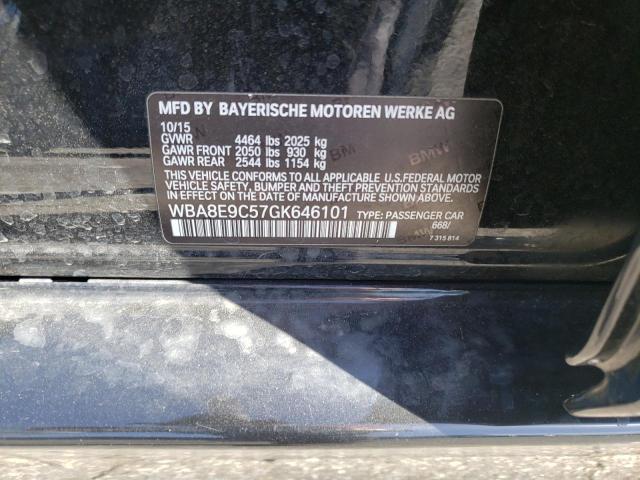 MFD BY BAYERISCHE MOTOREN WERKE AG
10/15
GVWR 4464 lbs 2025 kg
GAWR FRONT 2050 lbs 930 kg
GAWR REAR 2544 lbs 1154 kg
THIS VEHICLE CONFORMS TO ALL APPLICABLE U.S. FEDERAL MOTOR
VEHICLE SAFETY, BUMPER AND THEFT PREVENTION STANDARDS
IN EFFECT ON THE DATE OF MANUFACTURE SHOWN ABOVE.
WBA8E9C57GK646101 TYPE: PASSENGER CAR
668/
7 315 814